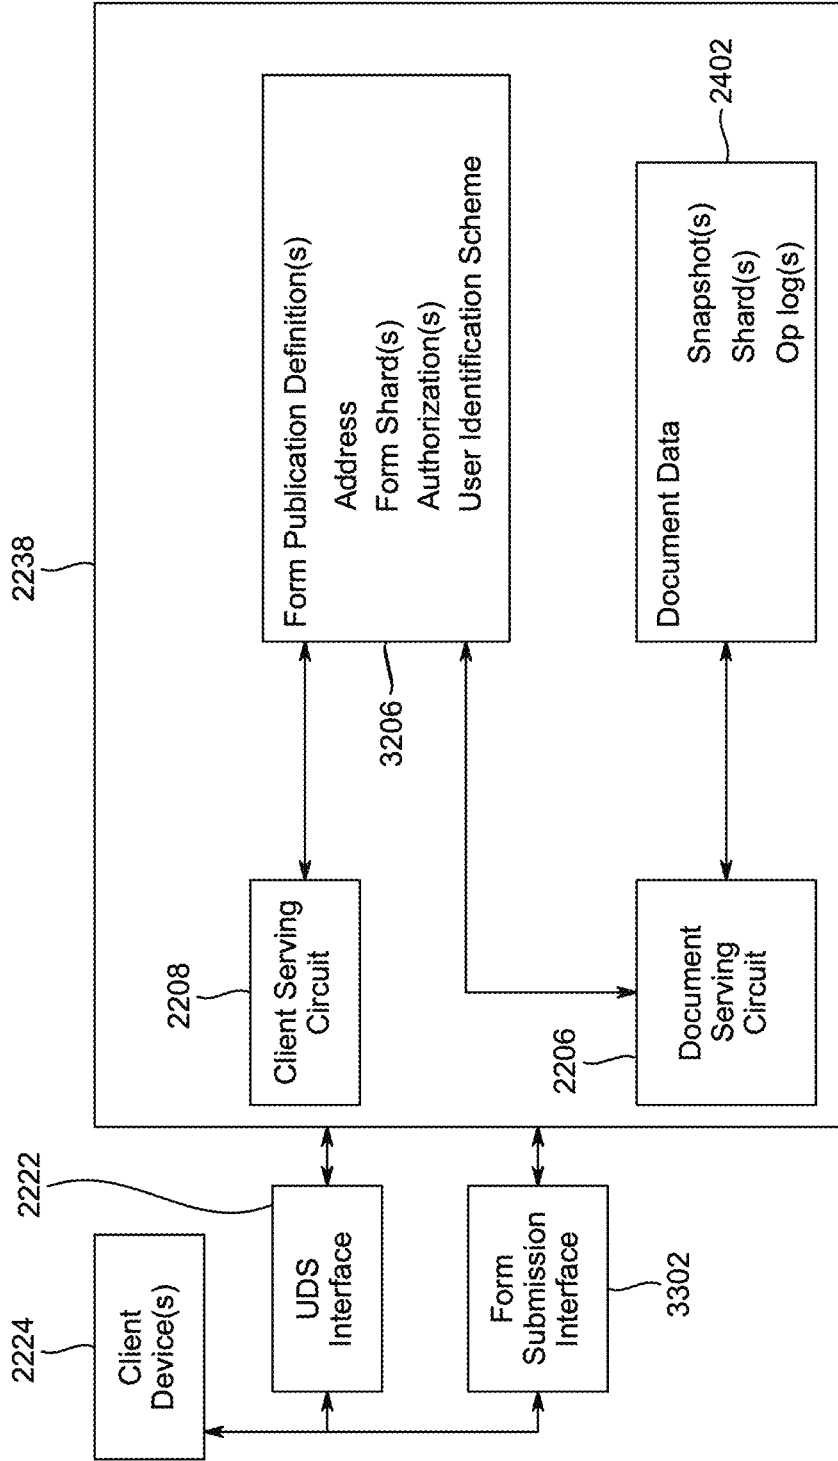 2224
Client
Device(s)
2222
UDS
Interface
Form
Submission
Interface
3302
2238
2208
Client Serving
Circuit
2206
Document
Serving
Circuit
3206
Form Publication Definition(s)
Address
Form Shard(s)
Authorization(s)
User Identification Scheme
2402
Document Data
Snapshot(s)
Shard(s)
Op log(s)